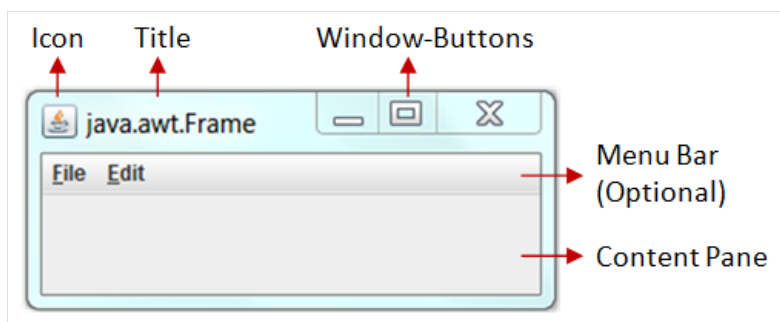 Icon Title Window-Buttons
java.awt.Frame
File Edit
Menu Bar
(Optional)
Content Pane